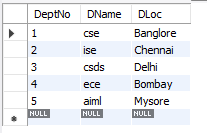 DeptNo DName DLoc
1 cse Banglore
2 ise Chennai
3 csds Delhi
4 ece Bombay
5 aiml Mysore
NULL NULL NULL